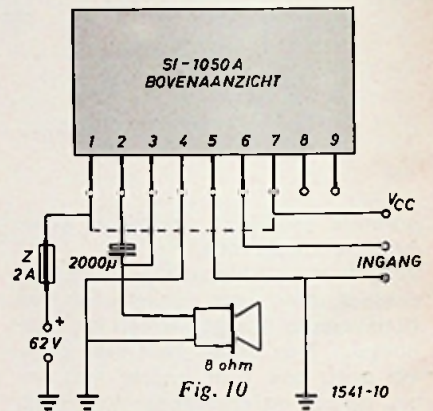 SI-1050A
BOVENAANZICHT
1 2 3 4 5 6 7 8 9
VCC
Z
2A
2000μ
INGANG
+
62V
8 ohm
Fig. 10
1541-10